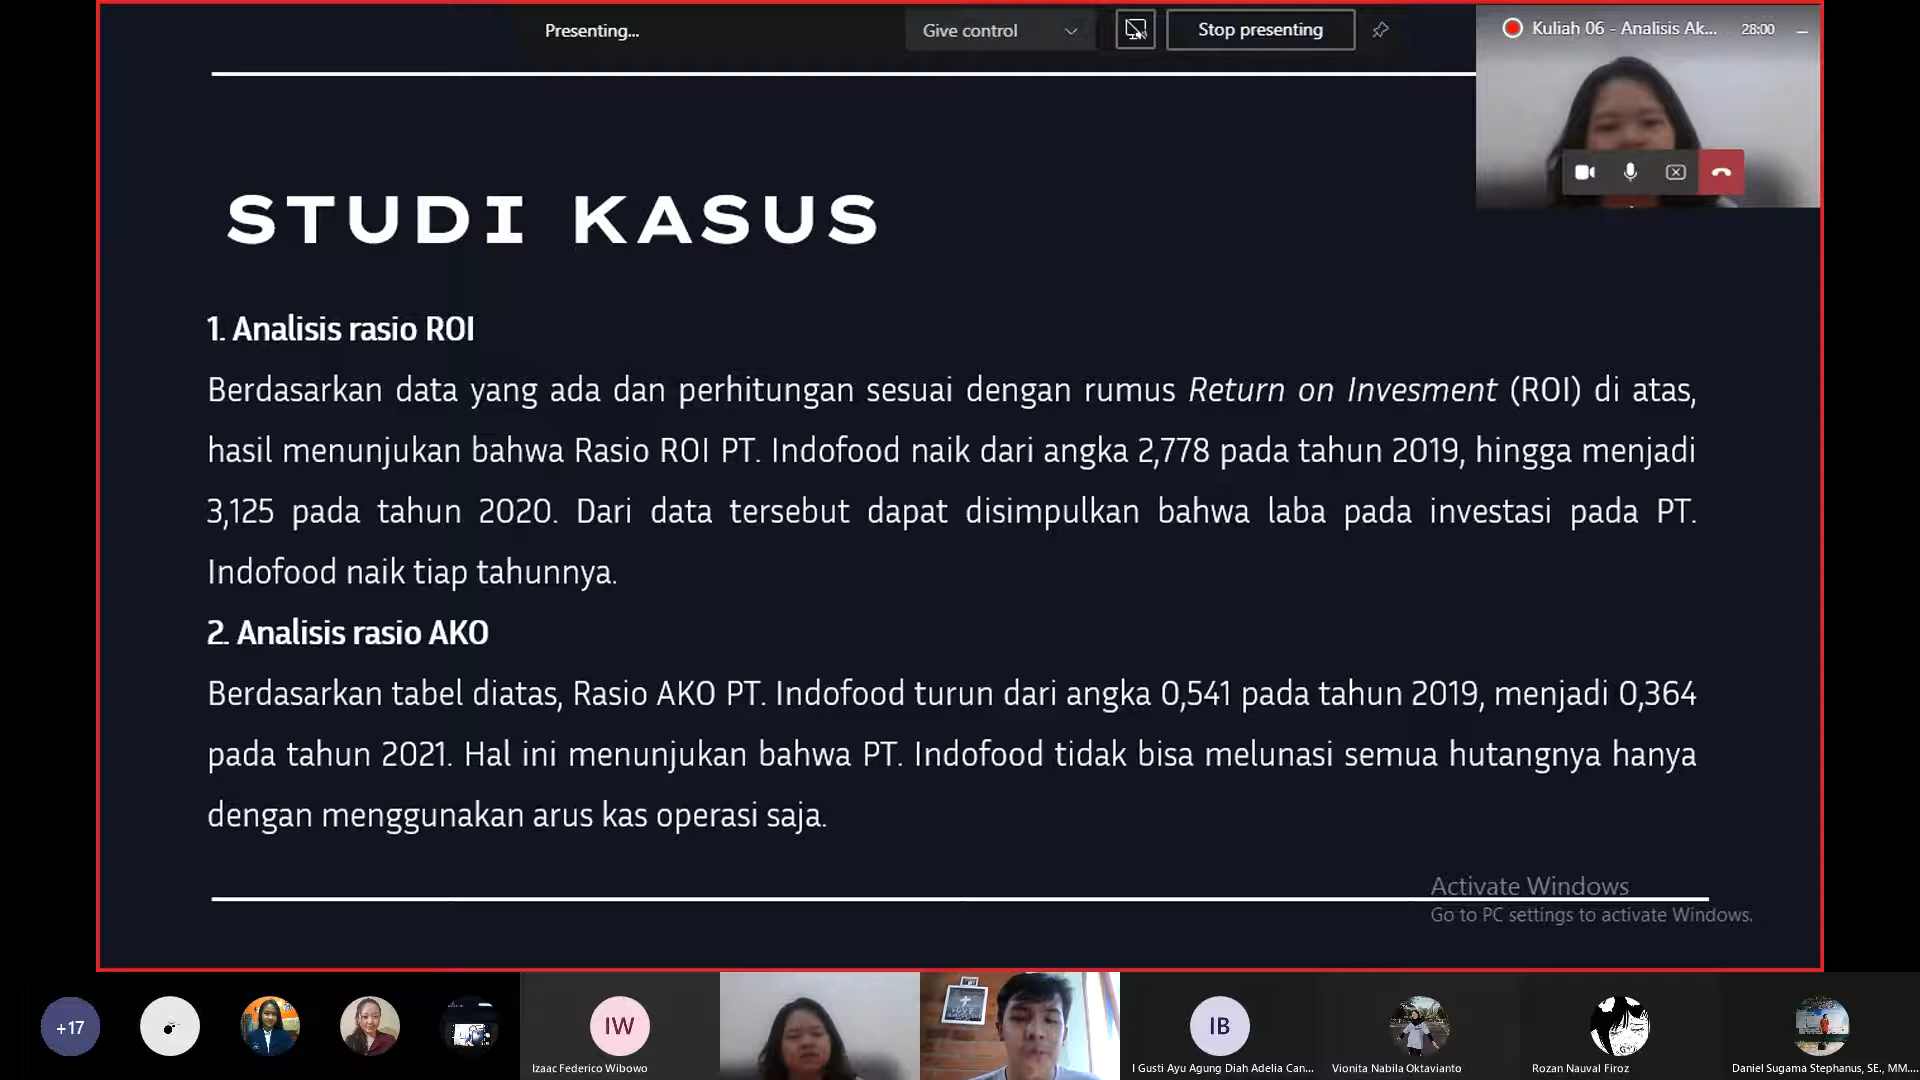 Presenting...
Give control
Stop presenting
Kuliah 06 - Analisis Ak...
28:00
STUDI KASUS
1. Analisis rasio ROI
Berdasarkan data yang ada dan perhitungan sesuai dengan rumus Return on Invesment (ROI) di atas,
hasil menunjukan bahwa Rasio ROI PT. Indofood naik dari angka 2,778 pada tahun 2019, hingga menjadi
3,125 pada tahun 2020. Dari data tersebut dapat disimpulkan bahwa laba pada investasi pada PT.
Indofood naik tiap tahunnya.
2. Analisis rasio AKO
Berdasarkan tabel diatas, Rasio AKO PT. Indofood turun dari angka 0,541 pada tahun 2019, menjadi 0,364
pada tahun 2021. Hal ini menunjukan bahwa PT. Indofood tidak bisa melunasi semua hutangnya hanya
dengan menggunakan arus kas operasi saja.
Activate Windows
Go to PC settings to activate Windows.
+17
IW
IB
Izaac Federico Wibowo
I Gusti Ayu Agung Diah Adelia Can...
Vionita Nabila Oktavianto
Rozan Nauval Firoz
Daniel Sugama Stephanus, SE., MM....